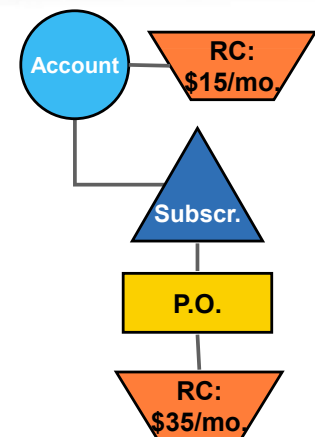 Account
RC:
$15/mo.
Subscr.
P.O.
RC:
$35/mo.